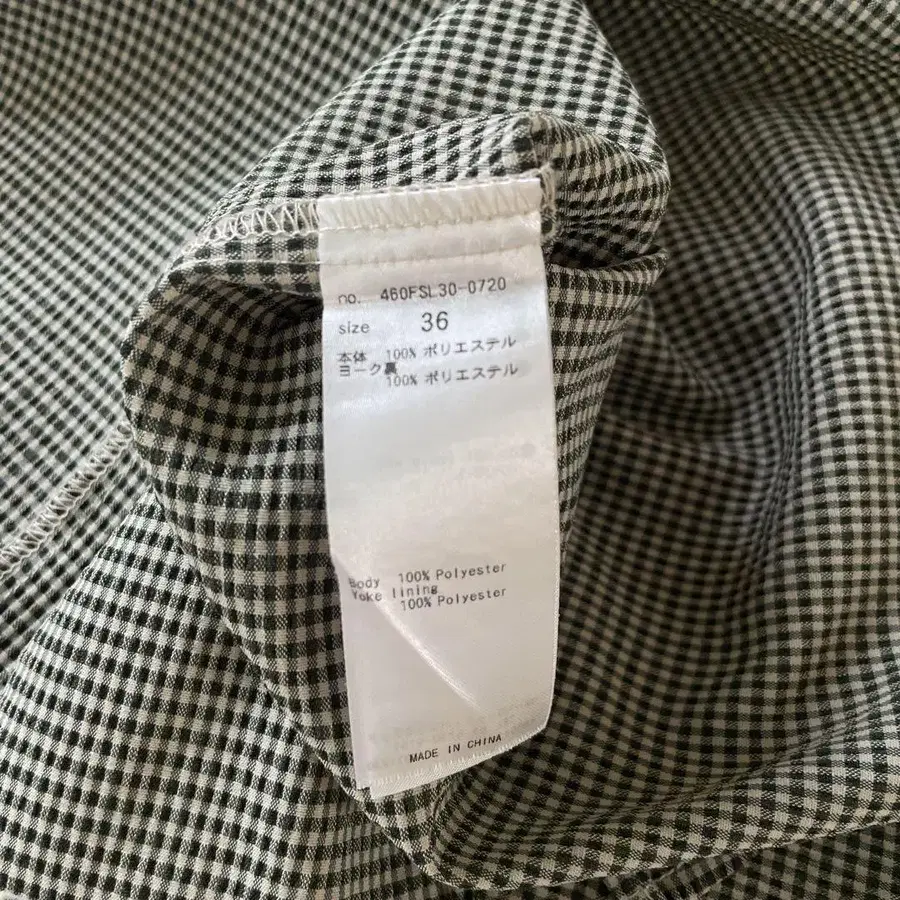 no. 460FSL30-0720
size 36
本体 100% ポリエステル
ヨーク裏
100% ポリエステル
Body 100% Polyester
Yoke lining
100% Polyester
MADE IN CHINA